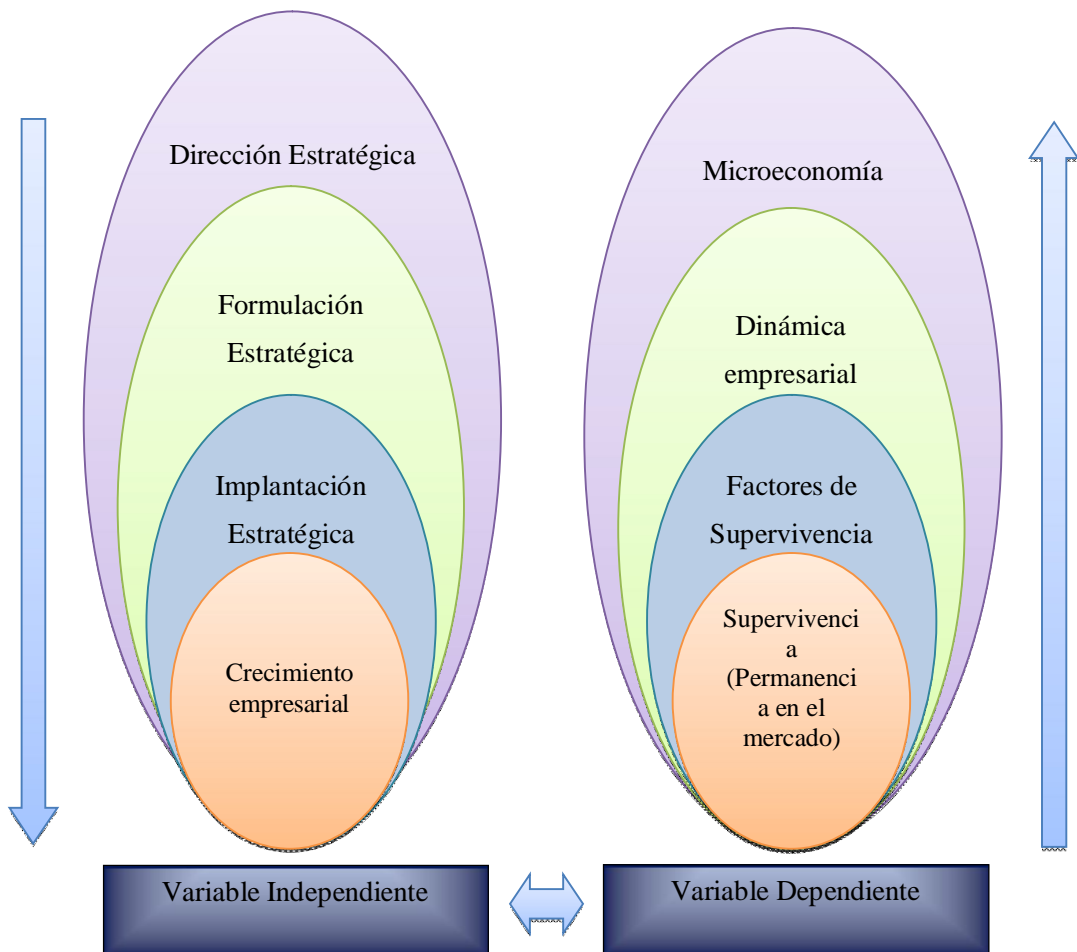 Dirección Estratégica
Formulación
Estratégica
Implantación
Estratégica
Crecimiento
empresarial
Variable Independiente
Microeconomía
Dinámica
empresarial
Factores de
Supervivencia
Supervivenci
a
(Permanenci
a en el
mercado)
Variable Dependiente